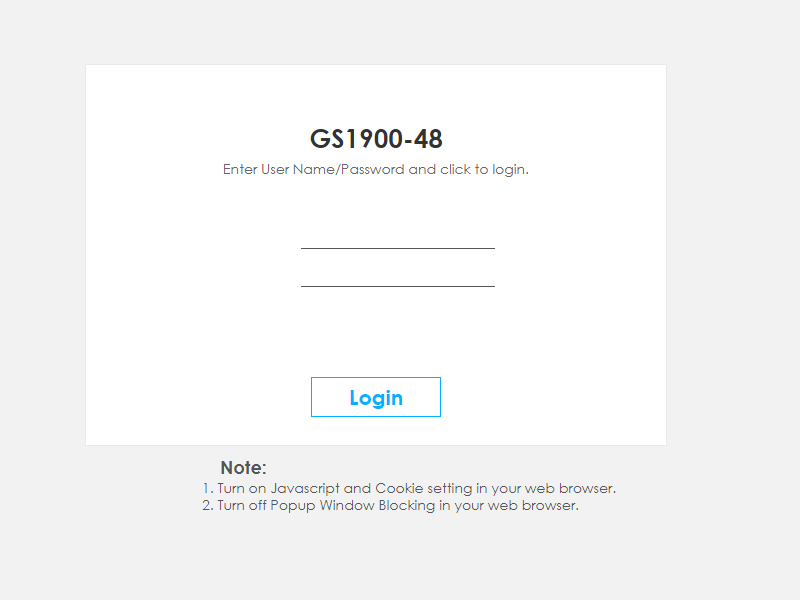 GS1900-48
Enter User Name/Password and click to login.
Login
Note:
1. Turn on Javascript and Cookie setting in your web browser.
2. Turn off Popup Window Blocking in your web browser.